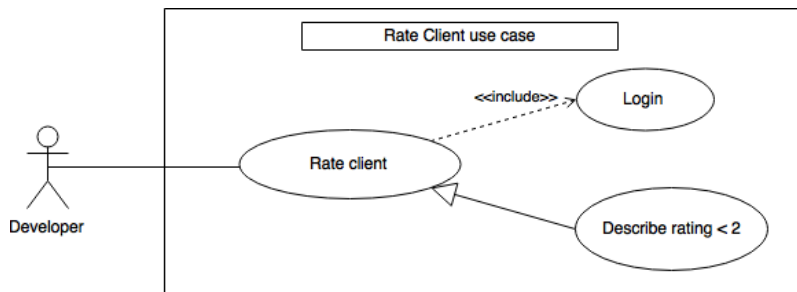 Rate Client use case
<<include>>
Login
Rate client
Developer
Describe rating < 2